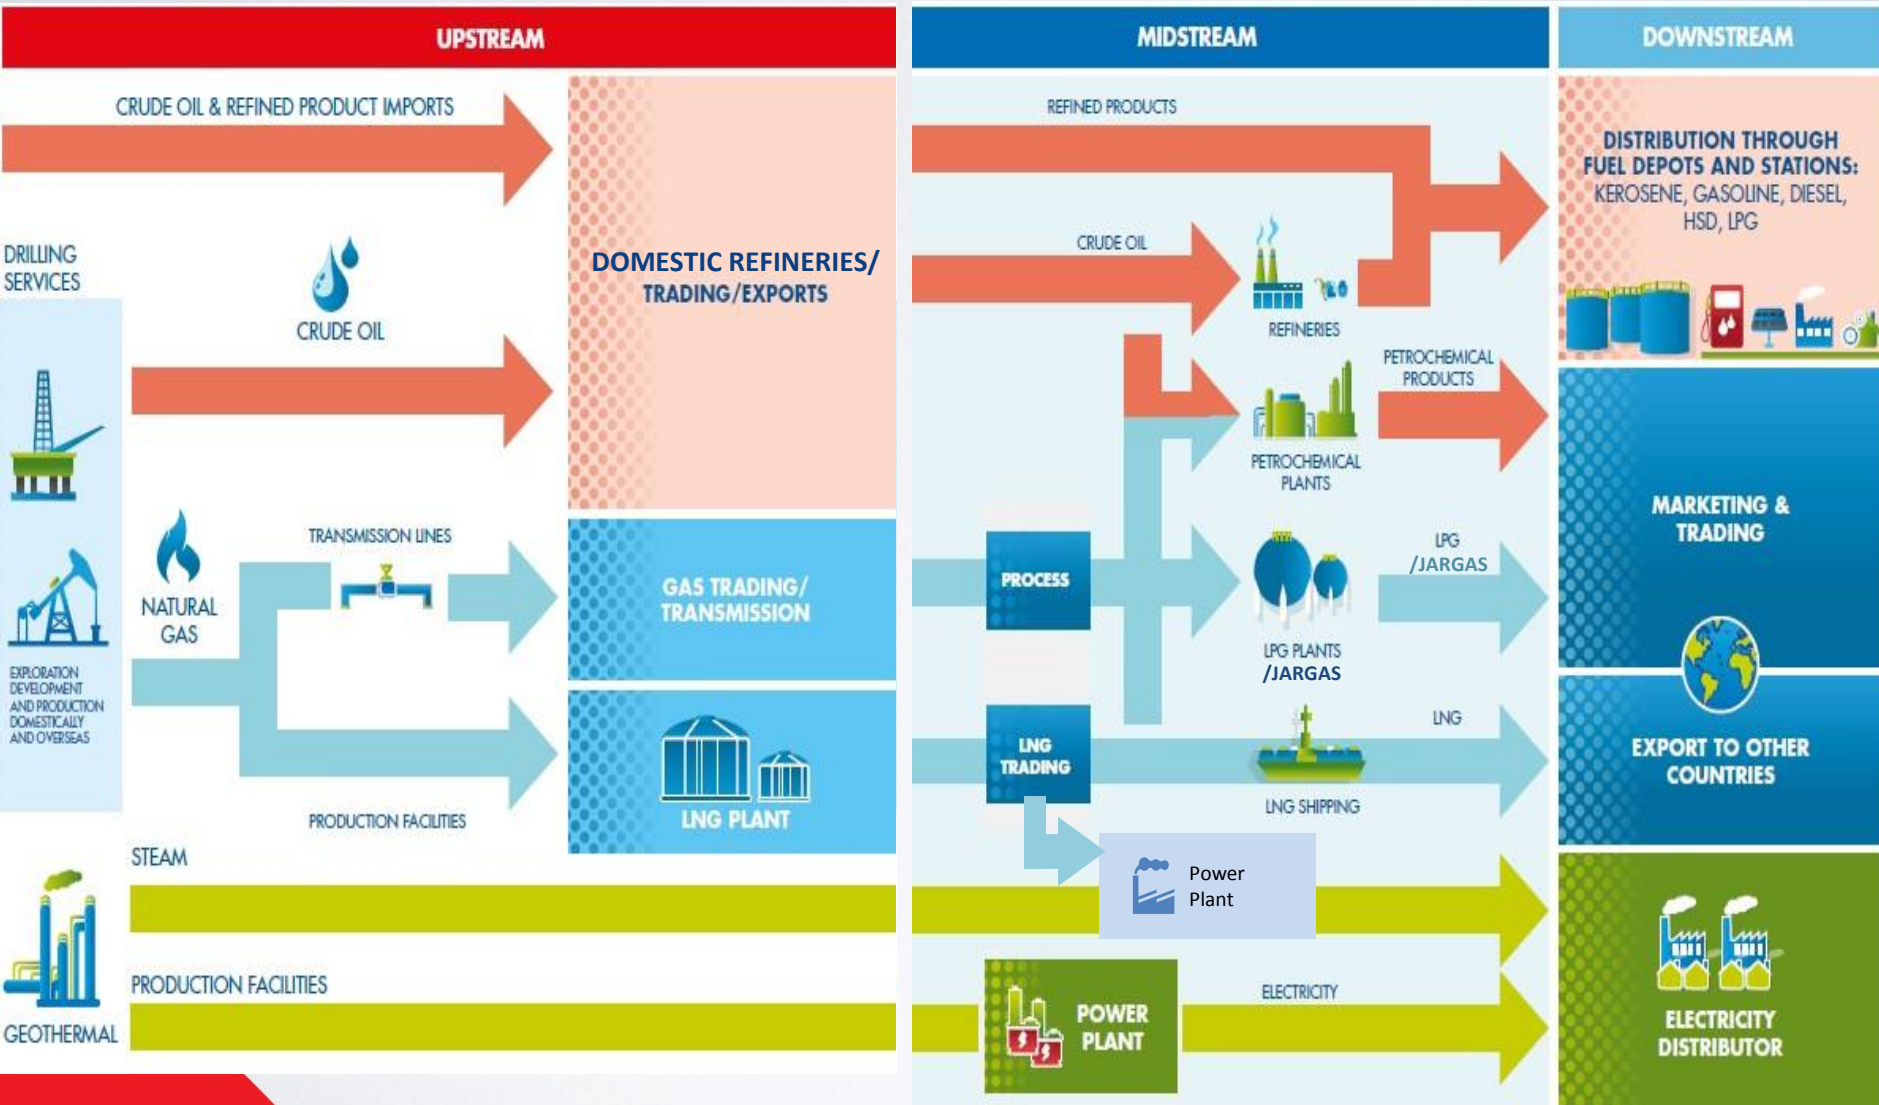 UPSTREAM
CRUDE OIL & REFINED PRODUCT IMPORTS
DRILLING
SERVICES
CRUDE OIL
DOMESTIC REFINERIES/
TRADING/EXPORTS
TRANSMISSION LINES
NATURAL
GAS
EXPLORATION
DEVELOPMENT
AND PRODUCTION
DOMESTICALLY
AND OVERSEAS
GAS TRADING/
TRANSMISSION
PRODUCTION FACILITIES
LNG PLANT
STEAM
PRODUCTION FACILITIES
GEOTHERMAL
MIDSTREAM
REFINED PRODUCTS
CRUDE OIL
REFINERIES
PETROCHEMICAL
PRODUCTS
PETROCHEMICAL
PLANTS
PROCESS
LPG
/JARGAS
LPG PLANTS
/JARGAS
LNG
TRADING
LNG
LNG SHIPPING
Power
Plant
POWER
PLANT
ELECTRICITY
DOWNSTREAM
DISTRIBUTION THROUGH
FUEL DEPOTS AND STATIONS:
KEROSENE, GASOLINE, DIESEL,
HSD, LPG
MARKETING &
TRADING
EXPORT TO OTHER
COUNTRIES
ELECTRICITY
DISTRIBUTOR